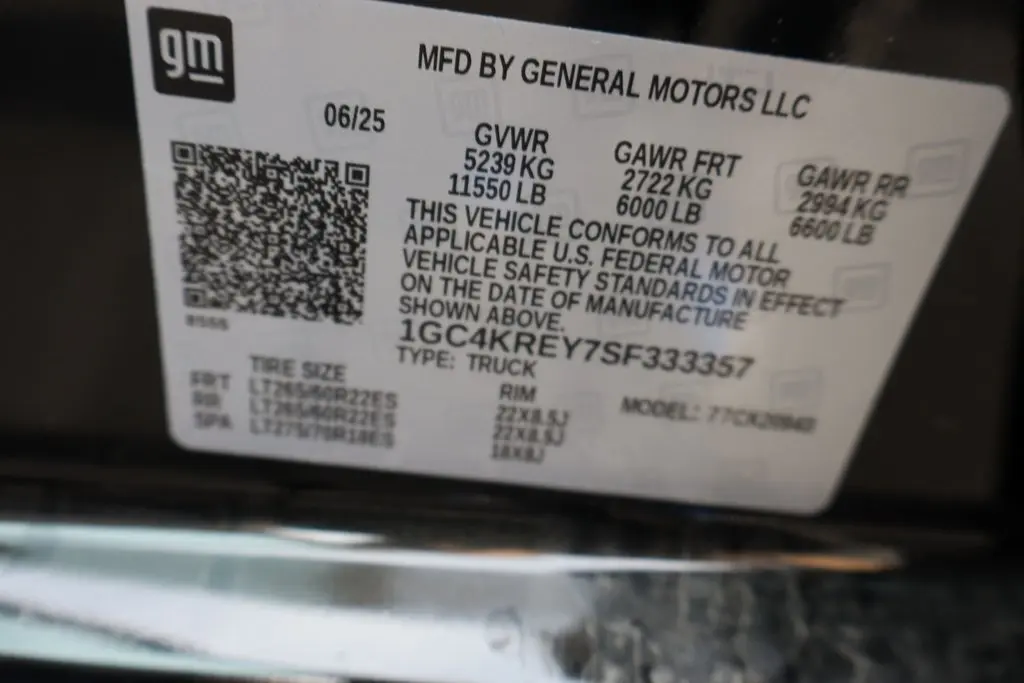 gm
MFD BY GENERAL MOTORS LLC
06/25
GVWR GAWR FRT GAWR RR
5239 KG 2722 KG 2994 KG
11550 LB 6000 LB 6600 LB
THIS VEHICLE CONFORMS TO ALL
APPLICABLE U.S. FEDERAL MOTOR
VEHICLE SAFETY STANDARDS IN EFFECT
ON THE DATE OF MANUFACTURE
SHOWN ABOVE.
1GC4KREY7SF333357
TYPE: TRUCK
TIRE SIZE RIM
FRT LT265/60R22ES 22X8.5J
RR LT265/60R22ES 22X8.5J
SPA LT275/70R18ES 18X8J
MODEL: